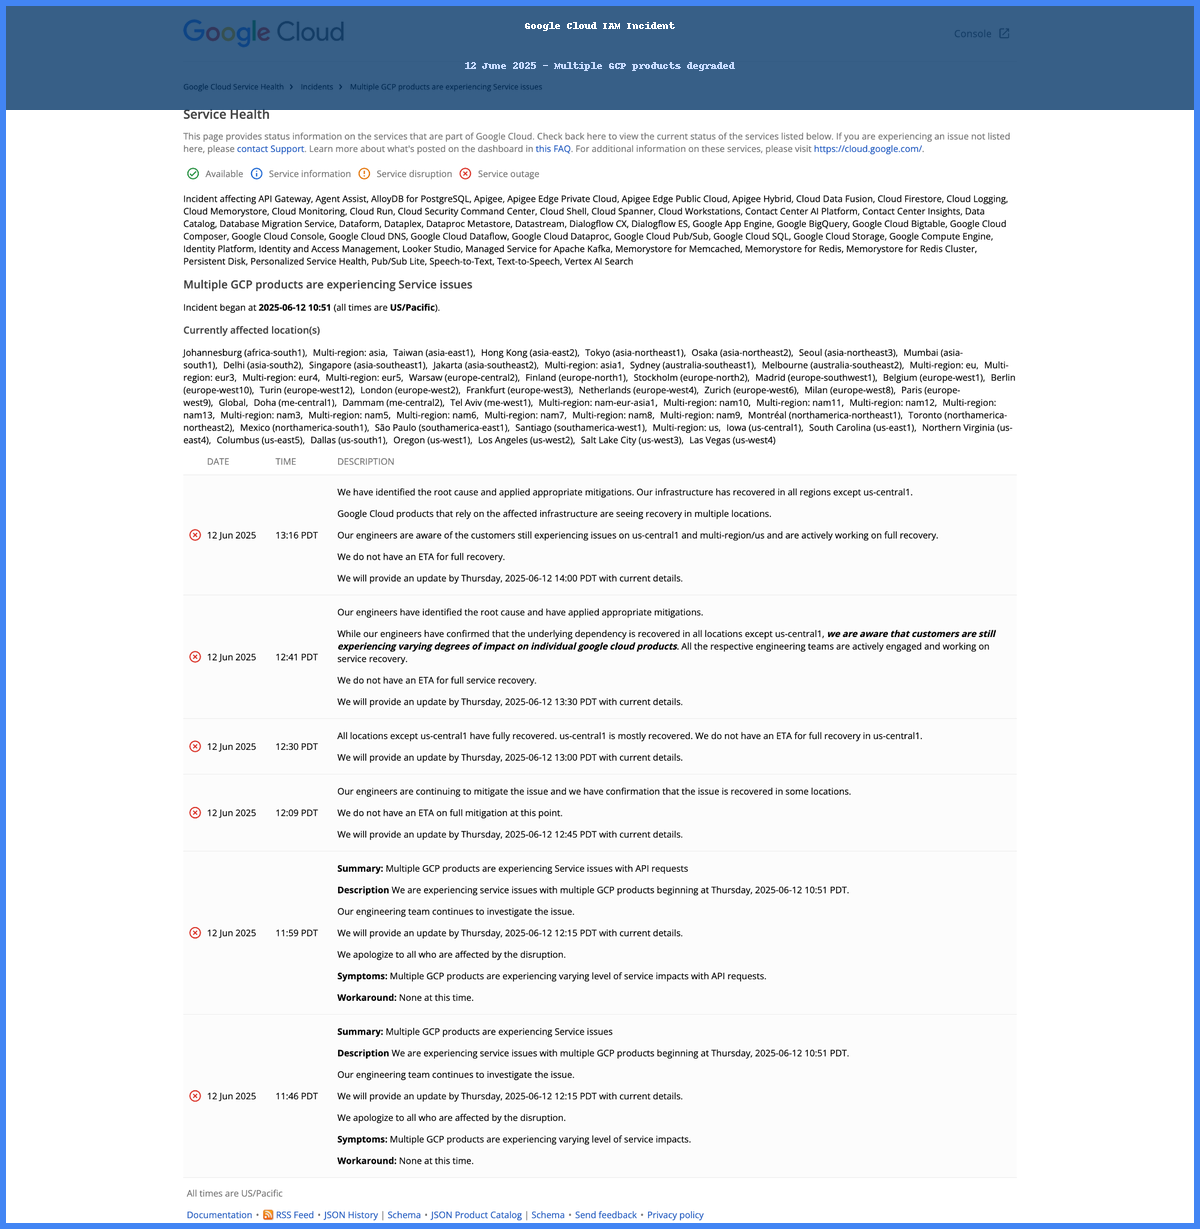 Google Cloud IAM Incident
Google Cloud
Console
12 June 2025 - Multiple GCP products degraded
Google Cloud Service Health > Incidents > Multiple GCP products are experiencing Service issues
Service Health
This page provides status information on the services that are part of Google Cloud. Check back here to view the current status of the services listed below. If you are experiencing an issue not listed
here, please contact Support. Learn more about what's posted on the dashboard in this FAQ. For additional information on these services, please visit https://cloud.google.com/.
Available Service information Service disruption Service outage
Incident affecting API Gateway, Agent Assist, AlloyDB for PostgreSQL, Apigee, Apigee Edge Private Cloud, Apigee Edge Public Cloud, Apigee Hybrid, Cloud Data Fusion, Cloud Firestore, Cloud Logging,
Cloud Memorystore, Cloud Monitoring, Cloud Run, Cloud Security Command Center, Cloud Shell, Cloud Spanner, Cloud Workstations, Contact Center AI Platform, Contact Center Insights, Data
Catalog, Database Migration Service, Dataform, Dataplex, Dataproc Metastore, Datastream, Dialogflow CX, Dialogflow ES, Google App Engine, Google BigQuery, Google Cloud Bigtable, Google Cloud
Composer, Google Cloud Console, Google Cloud DNS, Google Cloud Dataflow, Google Cloud Dataproc, Google Cloud Pub/Sub, Google Cloud SQL, Google Cloud Storage, Google Compute Engine,
Identity Platform, Identity and Access Management, Looker Studio, Managed Service for Apache Kafka, Memorystore for Memcached, Memorystore for Redis, Memorystore for Redis Cluster,
Persistent Disk, Personalized Service Health, Pub/Sub Lite, Speech-to-Text, Text-to-Speech, Vertex AI Search
Multiple GCP products are experiencing Service issues
Incident began at 2025-06-12 10:51 (all times are US/Pacific).
Currently affected location(s)
Johannesburg (africa-south1), Multi-region: asia, Taiwan (asia-east1), Hong Kong (asia-east2), Tokyo (asia-northeast1), Osaka (asia-northeast2), Seoul (asia-northeast3), Mumbai (asia-
south1), Delhi (asia-south2), Singapore (asia-southeast1), Jakarta (asia-southeast2), Multi-region: asia1, Sydney (australia-southeast1), Melbourne (australia-southeast2), Multi-region: eu, Multi-
region: eur3, Multi-region: eur4, Multi-region: eur5, Warsaw (europe-central2), Finland (europe-north1), Stockholm (europe-north2), Madrid (europe-southwest1), Belgium (europe-west1), Berlin
(europe-west10), Turin (europe-west12), London (europe-west2), Frankfurt (europe-west3), Netherlands (europe-west4), Zurich (europe-west6), Milan (europe-west8), Paris (europe-
west9), Global, Doha (me-central1), Dammam (me-central2), Tel Aviv (me-west1), Multi-region: nam-eur-asia1, Multi-region: nam10, Multi-region: nam11, Multi-region: nam12, Multi-region:
nam13, Multi-region: nam3, Multi-region: nam5, Multi-region: nam6, Multi-region: nam7, Multi-region: nam8, Multi-region: nam9, Montréal (northamerica-northeast1), Toronto (northamerica-
northeast2), Mexico (northamerica-south1), São Paulo (southamerica-east1), Santiago (southamerica-west1), Multi-region: us, Iowa (us-central1), South Carolina (us-east1), Northern Virginia (us-
east4), Columbus (us-east5), Dallas (us-south1), Oregon (us-west1), Los Angeles (us-west2), Salt Lake City (us-west3), Las Vegas (us-west4)
DATE TIME DESCRIPTION
12 Jun 2025 13:16 PDT
We have identified the root cause and applied appropriate mitigations. Our infrastructure has recovered in all regions except us-central1.
Google Cloud products that rely on the affected infrastructure are seeing recovery in multiple locations.
Our engineers are aware of the customers still experiencing issues on us-central1 and multi-region/us and are actively working on full recovery.
We do not have an ETA for full recovery.
We will provide an update by Thursday, 2025-06-12 14:00 PDT with current details.
12 Jun 2025 12:41 PDT
Our engineers have identified the root cause and have applied appropriate mitigations.
While our engineers have confirmed that the underlying dependency is recovered in all locations except us-central1, we are aware that customers are still
experiencing varying degrees of impact on individual google cloud products. All the respective engineering teams are actively engaged and working on
service recovery.
We do not have an ETA for full service recovery.
We will provide an update by Thursday, 2025-06-12 13:30 PDT with current details.
12 Jun 2025 12:30 PDT
All locations except us-central1 have fully recovered. us-central1 is mostly recovered. We do not have an ETA for full recovery in us-central1.
We will provide an update by Thursday, 2025-06-12 13:00 PDT with current details.
12 Jun 2025 12:09 PDT
Our engineers are continuing to mitigate the issue and we have confirmation that the issue is recovered in some locations.
We do not have an ETA on full mitigation at this point.
We will provide an update by Thursday, 2025-06-12 12:45 PDT with current details.
12 Jun 2025 11:59 PDT
Summary: Multiple GCP products are experiencing Service issues with API requests
Description We are experiencing service issues with multiple GCP products beginning at Thursday, 2025-06-12 10:51 PDT.
Our engineering team continues to investigate the issue.
We will provide an update by Thursday, 2025-06-12 12:15 PDT with current details.
We apologize to all who are affected by the disruption.
Symptoms: Multiple GCP products are experiencing varying level of service impacts with API requests.
Workaround: None at this time.
12 Jun 2025 11:46 PDT
Summary: Multiple GCP products are experiencing Service issues
Description We are experiencing service issues with multiple GCP products beginning at Thursday, 2025-06-12 10:51 PDT.
Our engineering team continues to investigate the issue.
We will provide an update by Thursday, 2025-06-12 12:15 PDT with current details.
We apologize to all who are affected by the disruption.
Symptoms: Multiple GCP products are experiencing varying level of service impacts.
Workaround: None at this time.
All times are US/Pacific
Documentation • RSS Feed • JSON History | Schema • JSON Product Catalog | Schema • Send feedback • Privacy policy